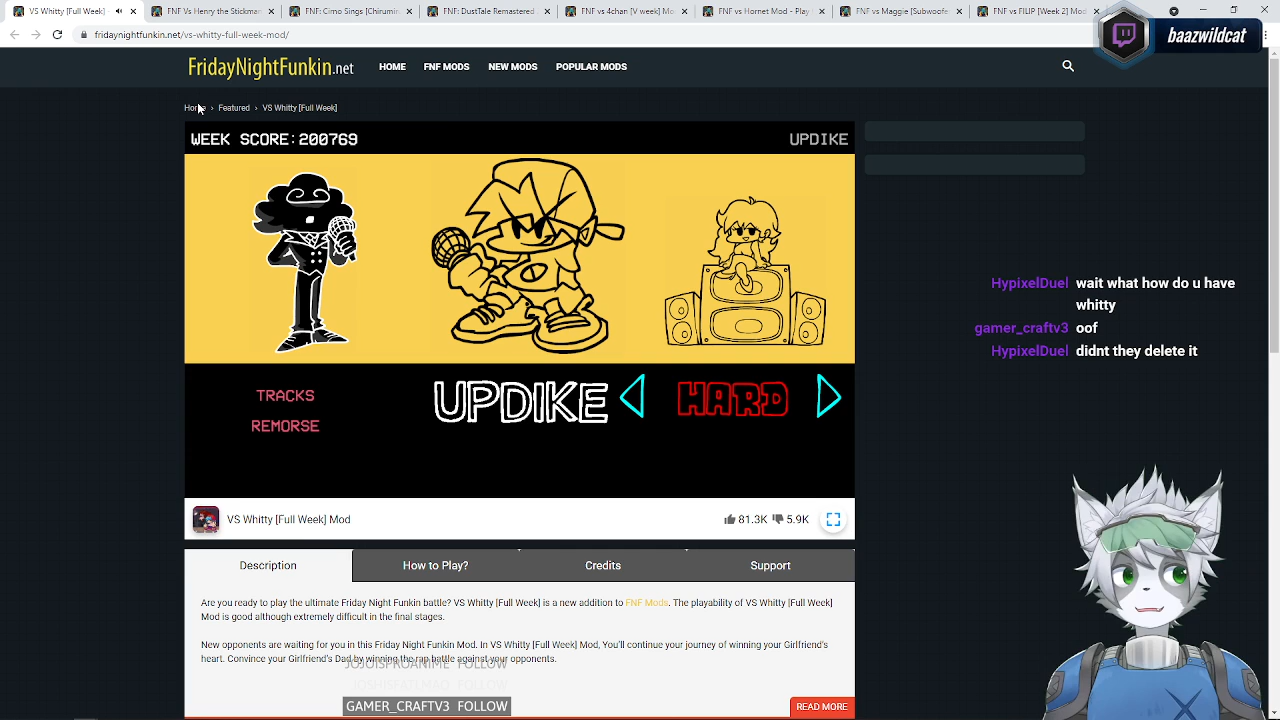 VS Whitty [Full Week]
FNF Vs Henry the Stickman
FNF: Cirno Sings [Chirumir
FNF: DustTale Remastered
FNF vs 4chan [V week] Mo
FNF vs Hornet Mod - Play
FNF vs Maggie [Subwoofe
FNF vs FILIP [Week 2] Mod
fridaynightfunkin.net/vs-whitty-full-week-mod/
baazwildcat
FridayNightFunkin.net
HOME
FNF MODS
NEW MODS
POPULAR MODS
Home › Featured › VS Whitty [Full Week]
WEEK SCORE:200769
UPDIKE
TRACKS
REMORSE
UPDIKE
HARD
HypixelDuel wait what how do u have
whitty
gamer_craftv3 oof
HypixelDuel didnt they delete it
VS Whitty [Full Week] Mod
81.3K
5.9K
Description
How to Play?
Credits
Support
Are you ready to play the ultimate Friday Night Funkin battle? VS Whitty [Full Week] is a new addition to FNF Mods. The playability of VS Whitty [Full Week]
Mod is good although extremely difficult in the final stages.
New opponents are waiting for you in this Friday Night Funkin Mod. In VS Whitty [Full Week] Mod, You'll continue your journey of winning your Girlfriend's
heart. Convince your Girlfriend's Dad by winning the rap battle against your opponents.
FOLLOW
FOLLOW
GAMER_CRAFTV3 FOLLOW
READ MORE